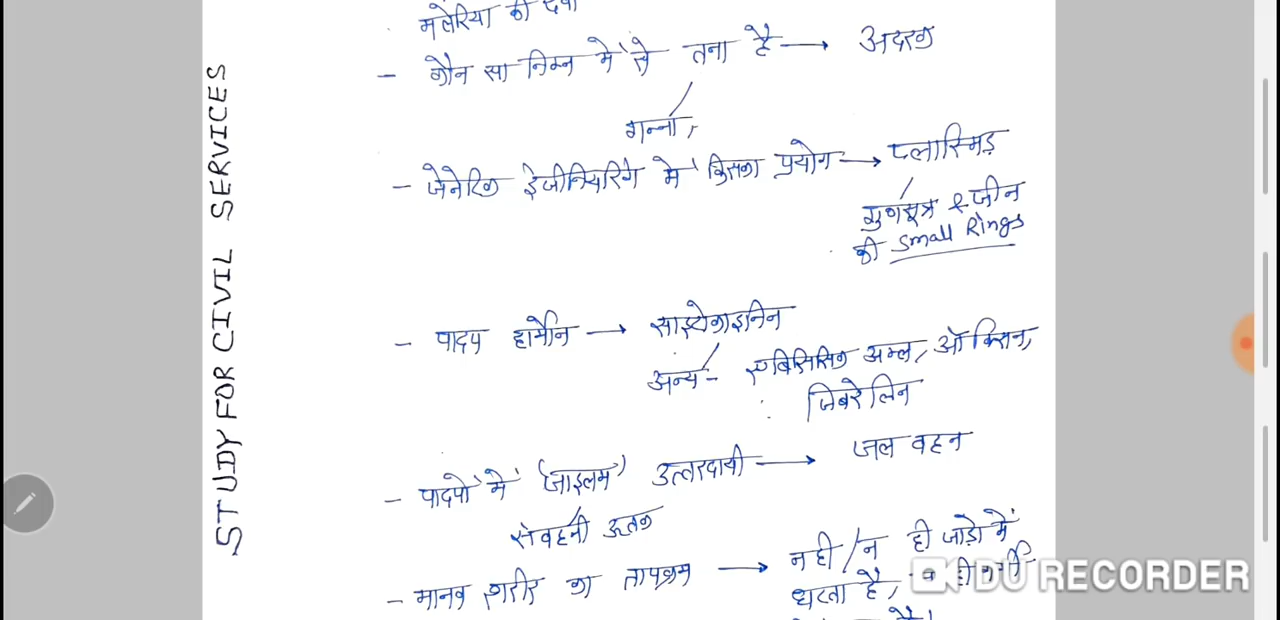 मलेरिया की दवा
- कौन सा निम्न में से तना है → अदरक
गन्ना,
- जेनेटिक इंजीनियरिंग में किसका प्रयोग → प्लास्मिड
गुणसूत्र & जीन
की Small Rings
- पादप हार्मोन → साइटोकाइनिन
अन्य - एबिसिसिक अम्ल, ऑक्सिन,
जिबरेलिन
- पादपों में (जाइलम) उत्तरदायी → जल वहन
संवहनी ऊतक
- मानव शरीर का तापक्रम → नही / न ही जाड़ो में
घटता है, न ही गर्मी
STUDY FOR CIVIL SERVICES
DU RECORDER